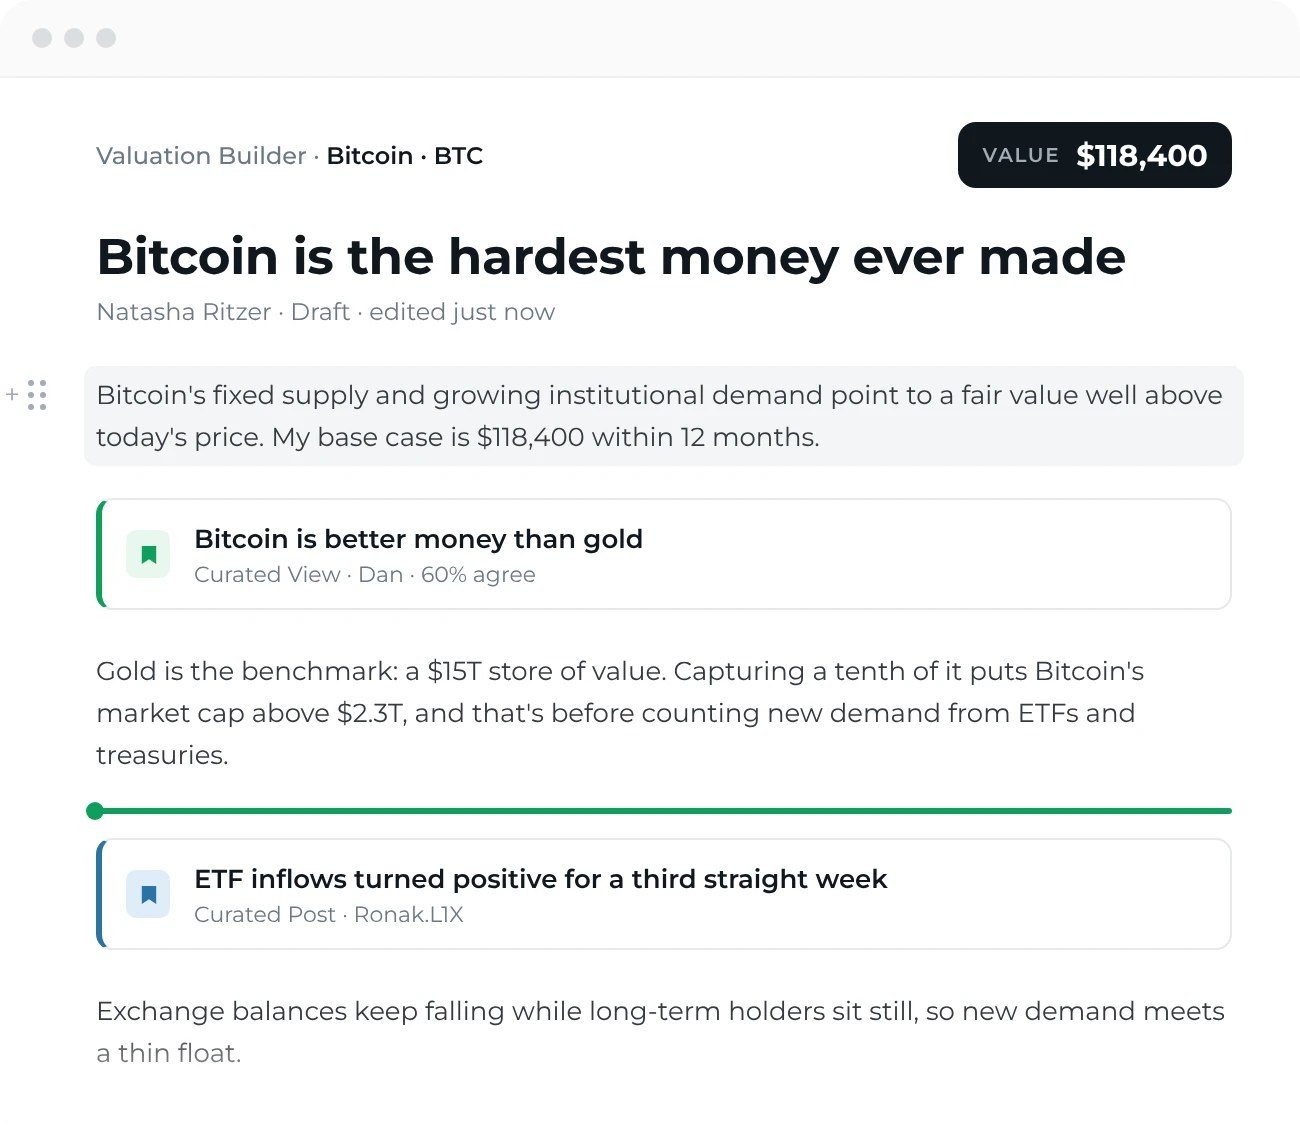 Valuation Builder · Bitcoin · BTC
VALUE $118,400
Bitcoin is the hardest money ever made
Natasha Ritzer · Draft · edited just now
+
Bitcoin's fixed supply and growing institutional demand point to a fair value well above
today's price. My base case is $118,400 within 12 months.
Bitcoin is better money than gold
Curated View · Dan · 60% agree
Gold is the benchmark: a $15T store of value. Capturing a tenth of it puts Bitcoin's
market cap above $2.3T, and that's before counting new demand from ETFs and
treasuries.
ETF inflows turned positive for a third straight week
Curated Post · Ronak.L1X
Exchange balances keep falling while long-term holders sit still, so new demand meets
a thin float.